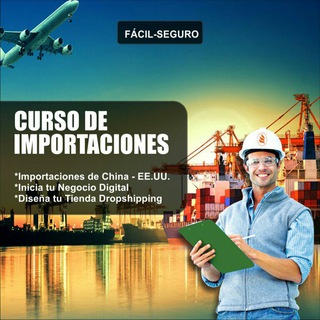 FÁCIL-SEGURO
CURSO DE
IMPORTACIONES
*Importaciones de China - EE.UU.
*Inicia tu Negocio Digital
*Diseña tu Tienda Dropshipping